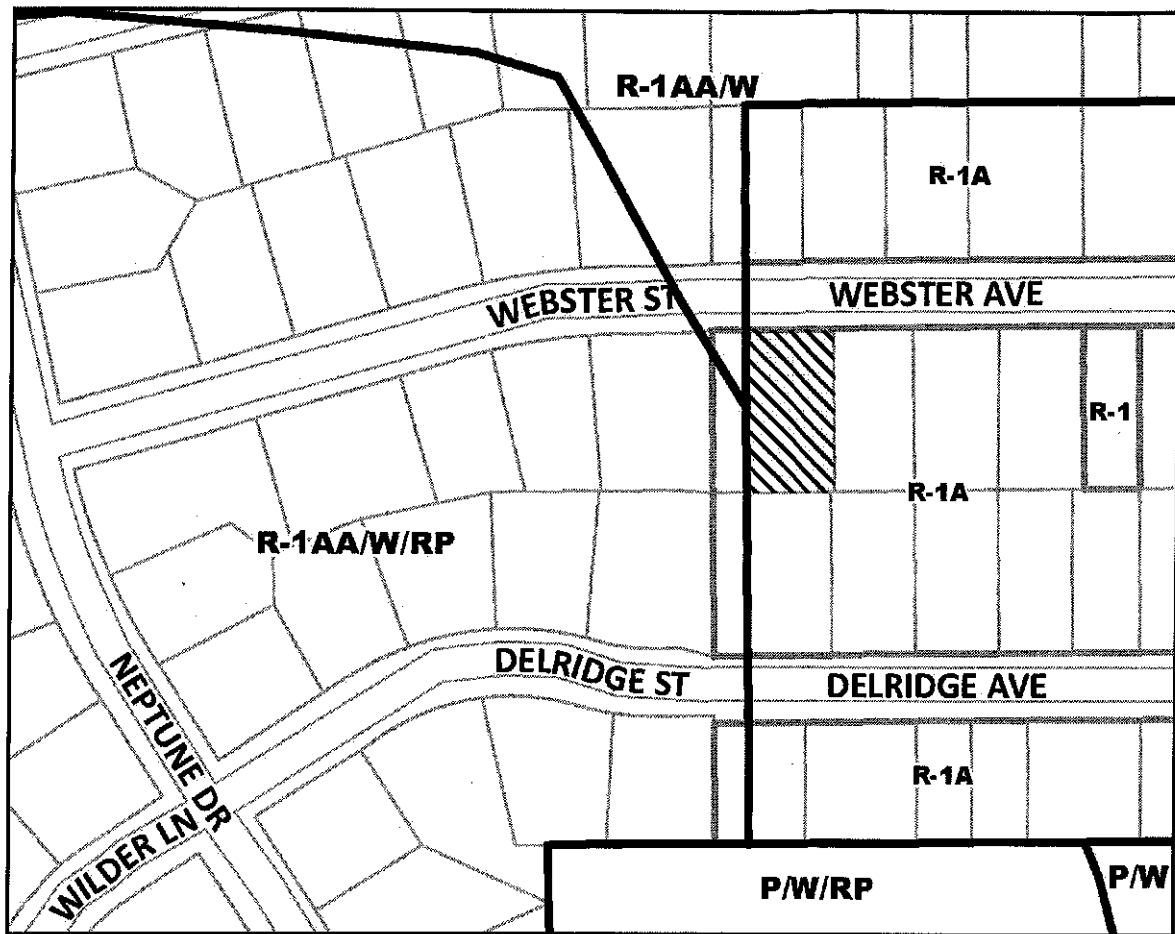 R-1AA/W
R-1A
WEBSTER ST
WEBSTER AVE
R-1
R-1A
R-1AA/W/RP
DELRIDGE ST
DELRIDGE AVE
NEPTUNE DR
R-1A
WILDER LN
P/W/RP
P/W